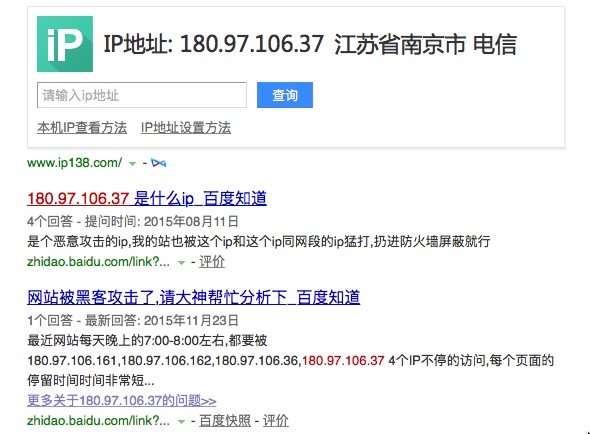 iP IP地址: 180.97.106.37 江苏省南京市 电信
请输入ip地址 查询
本机IP查看方法 IP地址设置方法
www.ip138.com/ -
180.97.106.37 是什么ip_百度知道
4个回答 - 提问时间: 2015年08月11日
是个恶意攻击的ip,我的站也被这个ip和这个ip同网段的ip猛打,扔进防火墙屏蔽就行
zhidao.baidu.com/link?... - 评价
网站被黑客攻击了,请大神帮忙分析下_百度知道
1个回答 - 最新回答: 2015年11月23日
最近网站每天晚上的7:00-8:00左右,都要被
180.97.106.161,180.97.106.162,180.97.106.36,180.97.106.37 4个IP不停的访问,每个页面的
停留时间时间非常短...
更多关于180.97.106.37的问题>>
zhidao.baidu.com/link?... - 百度快照 - 评价